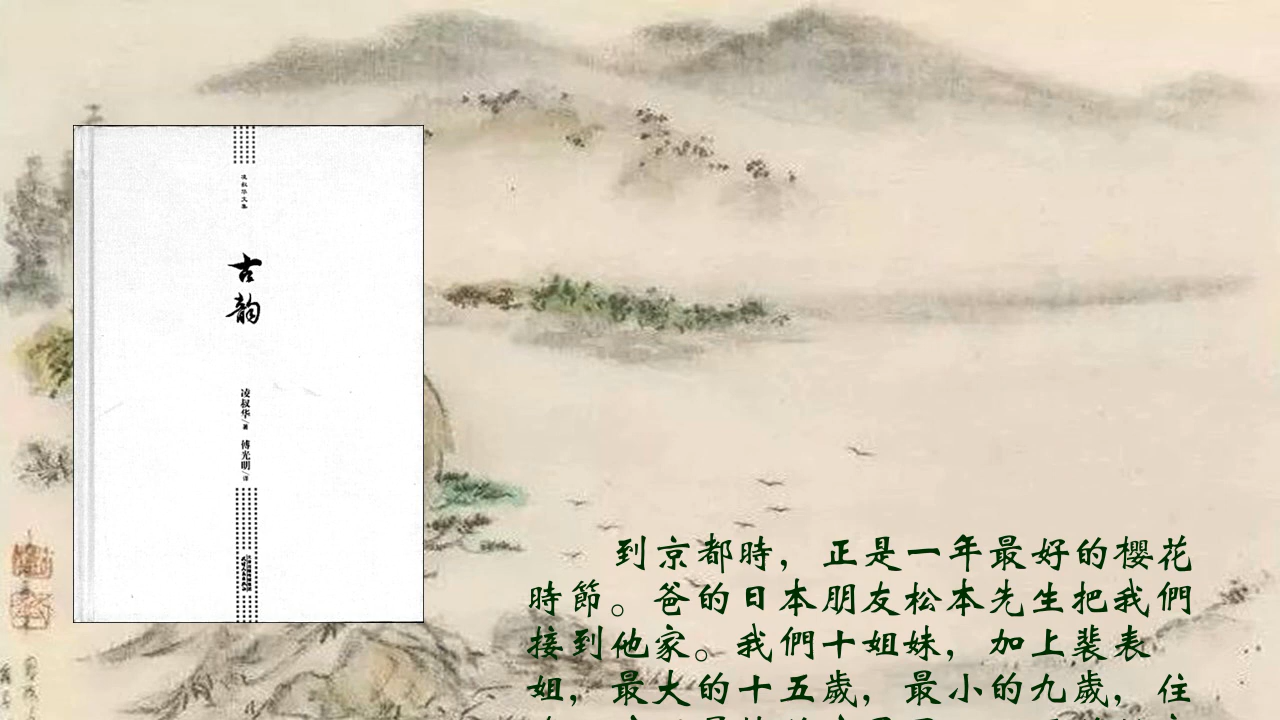 凌叔华文集
古韵
凌叔华/著 傅光明/译
到京都時，正是一年最好的櫻花
時節。爸的日本朋友松本先生把我們
接到他家。我們十姐妹，加上裴表
姐，最大的十五歲，最小的九歲，住